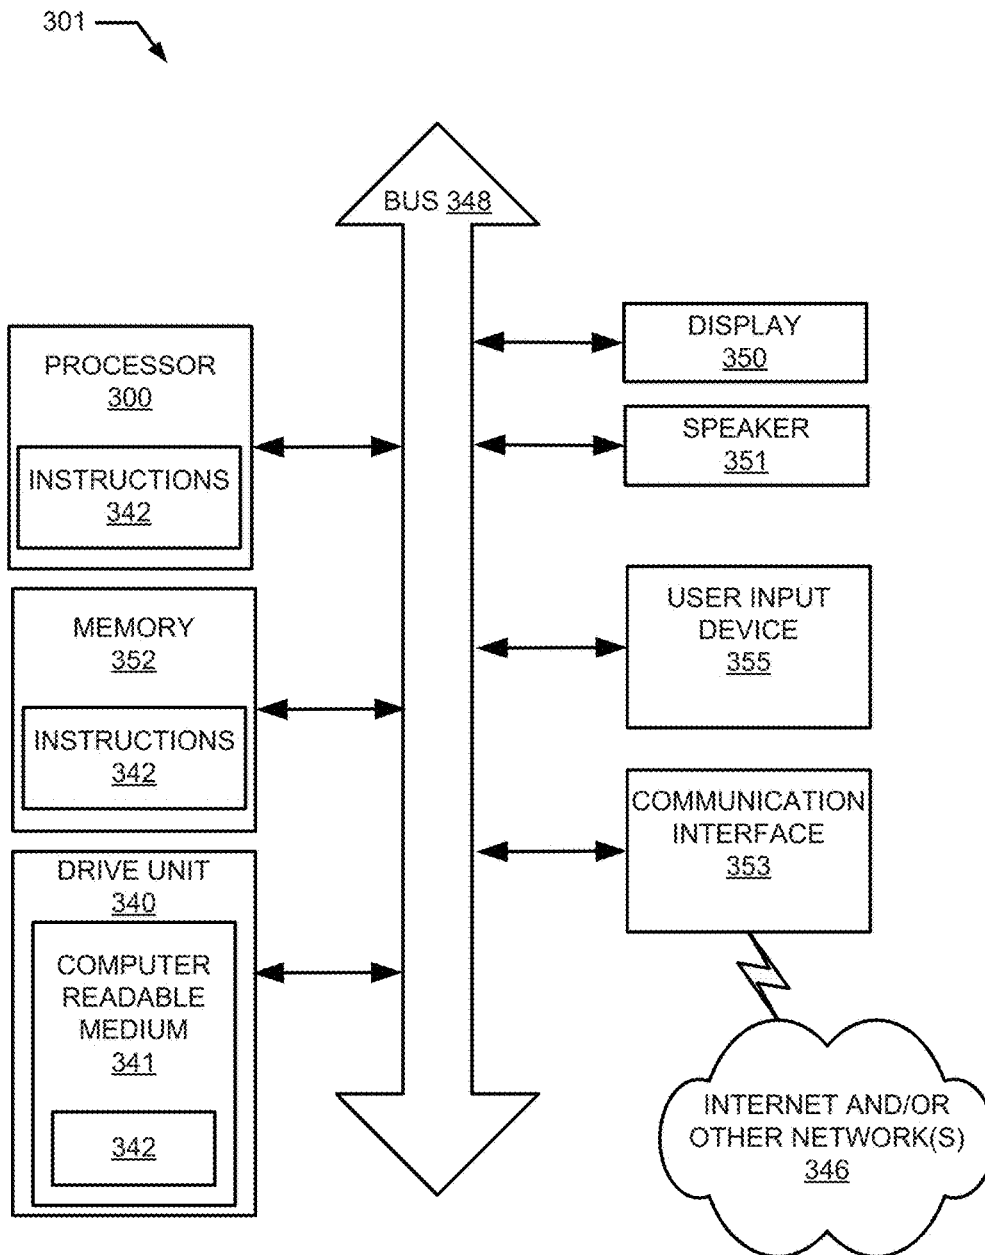 301
BUS 348
PROCESSOR
300
INSTRUCTIONS
342
MEMORY
352
INSTRUCTIONS
342
DRIVE UNIT
340
COMPUTER
READABLE
MEDIUM
341
342
DISPLAY
350
SPEAKER
351
USER INPUT
DEVICE
355
COMMUNICATION
INTERFACE
353
INTERNET AND/OR
OTHER NETWORK(S)
346